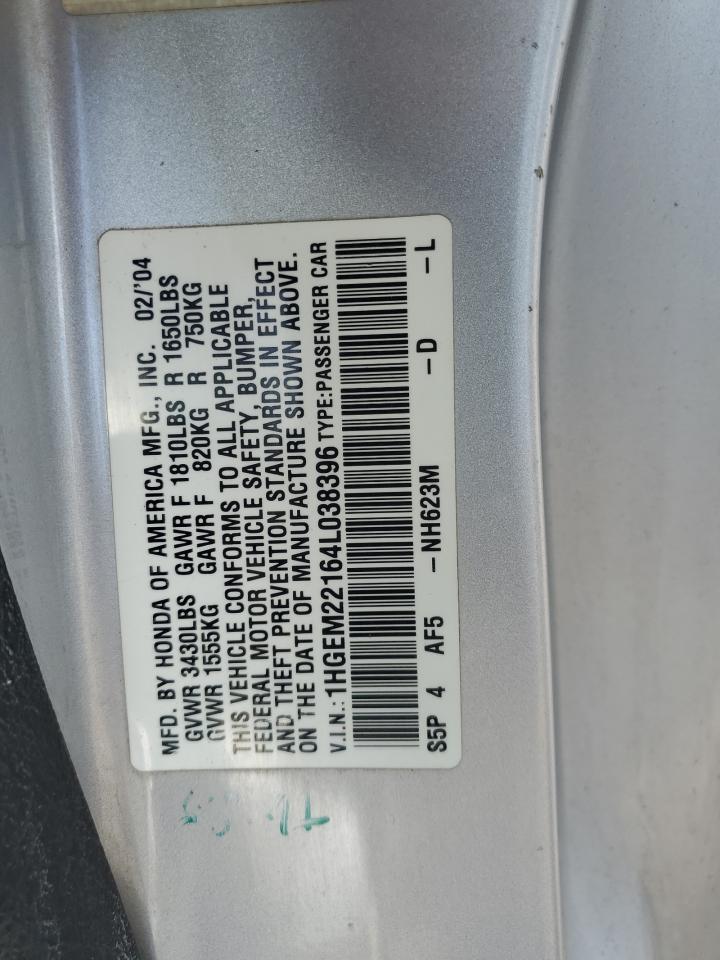 MFD. BY HONDA OF AMERICA MFG., INC. 02/'04
GVWR 3430LBS GAWR F 1810LBS R 1650LBS
GVWR 1555KG GAWR F 820KG R 750KG
THIS VEHICLE CONFORMS TO ALL APPLICABLE
FEDERAL MOTOR VEHICLE SAFETY, BUMPER,
AND THEFT PREVENTION STANDARDS IN EFFECT
ON THE DATE OF MANUFACTURE SHOWN ABOVE.
V.I.N.: 1HGEM22164L038396 TYPE:PASSENGER CAR
S5P 4 AF5 -NH623M -D -L